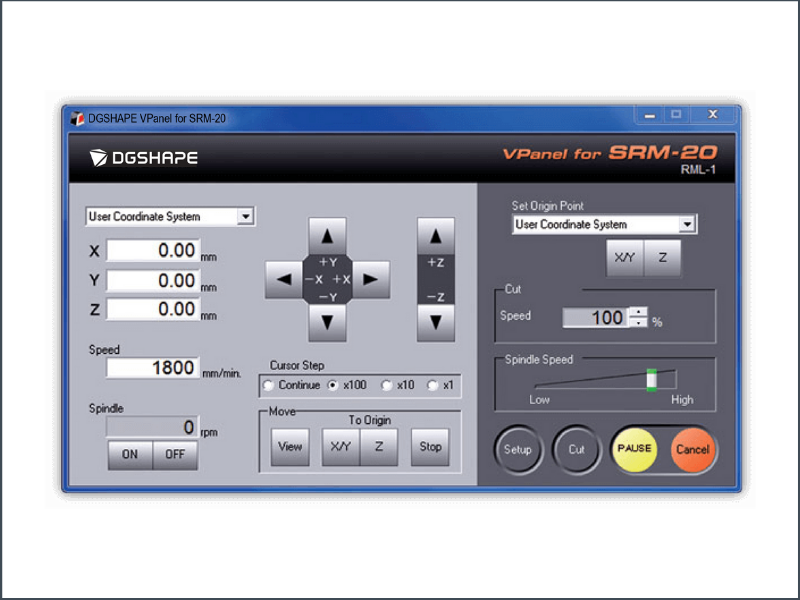 DGSHAPE VPanel for SRM-20
DGSHAPE
VPanel for SRM-20
RML-1
User Coordinate System
X 0.00 mm
Y 0.00 mm
Z 0.00 mm
Speed
1800 mm/min.
Spindle
0 rpm
ON OFF
+Y
-X +X
-Y
+Z
-Z
Cursor Step
Continue x100 x10 x1
Move
To Origin
View X/Y Z Stop
Set Origin Point
User Coordinate System
X/Y Z
Cut
Speed 100 %
Spindle Speed
Low High
Setup Cut PAUSE Cancel